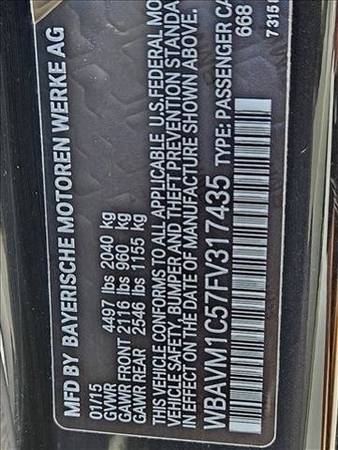 MFD BY BAYERISCHE MOTOREN WERKE AG
01/15
GVWR 4497 lbs 2040 kg
GAWR FRONT 2116 lbs 960 kg
GAWR REAR 2546 lbs 1155 kg
THIS VEHICLE CONFORMS TO ALL APPLICABLE U.S. FEDERAL MO
VEHICLE SAFETY, BUMPER AND THEFT PREVENTION STANDA
IN EFFECT ON THE DATE OF MANUFACTURE SHOWN ABOVE.
WBAVM1C57FV317435 TYPE: PASSENGER CA
668
7315